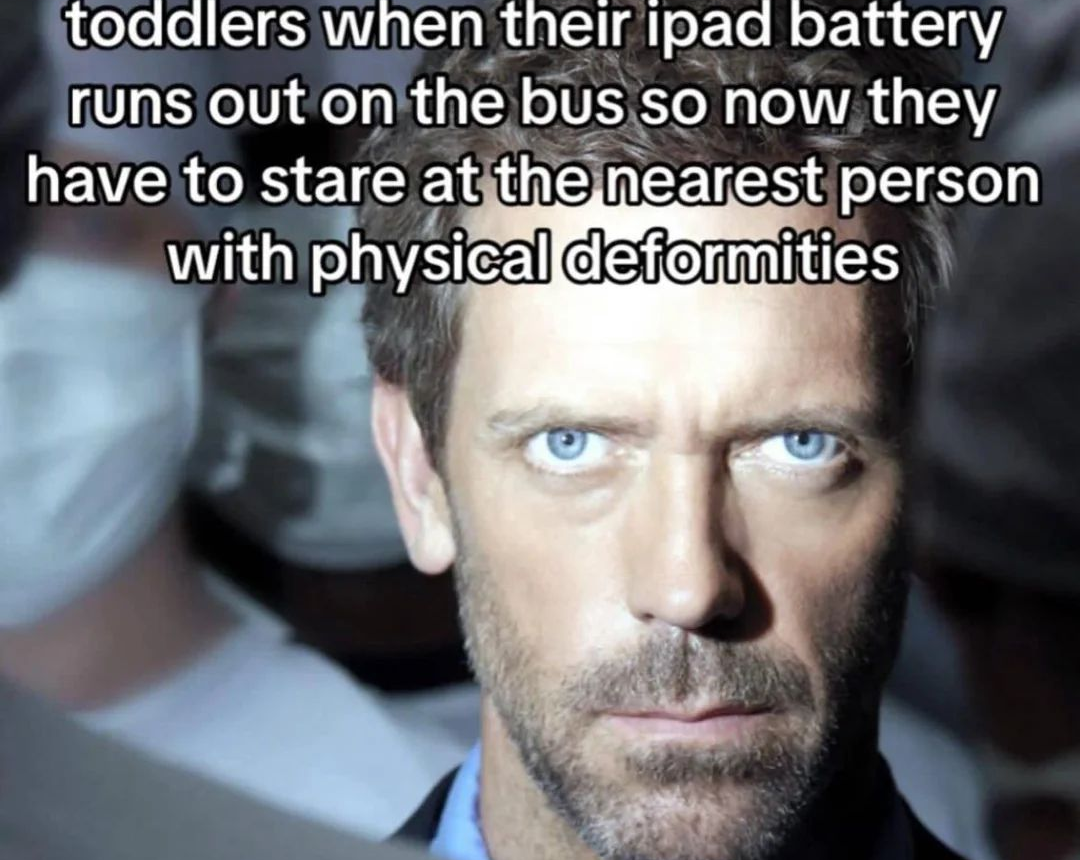 toddlers when their ipad battery
runs out on the bus so now they
have to stare at the nearest person
with physical deformities